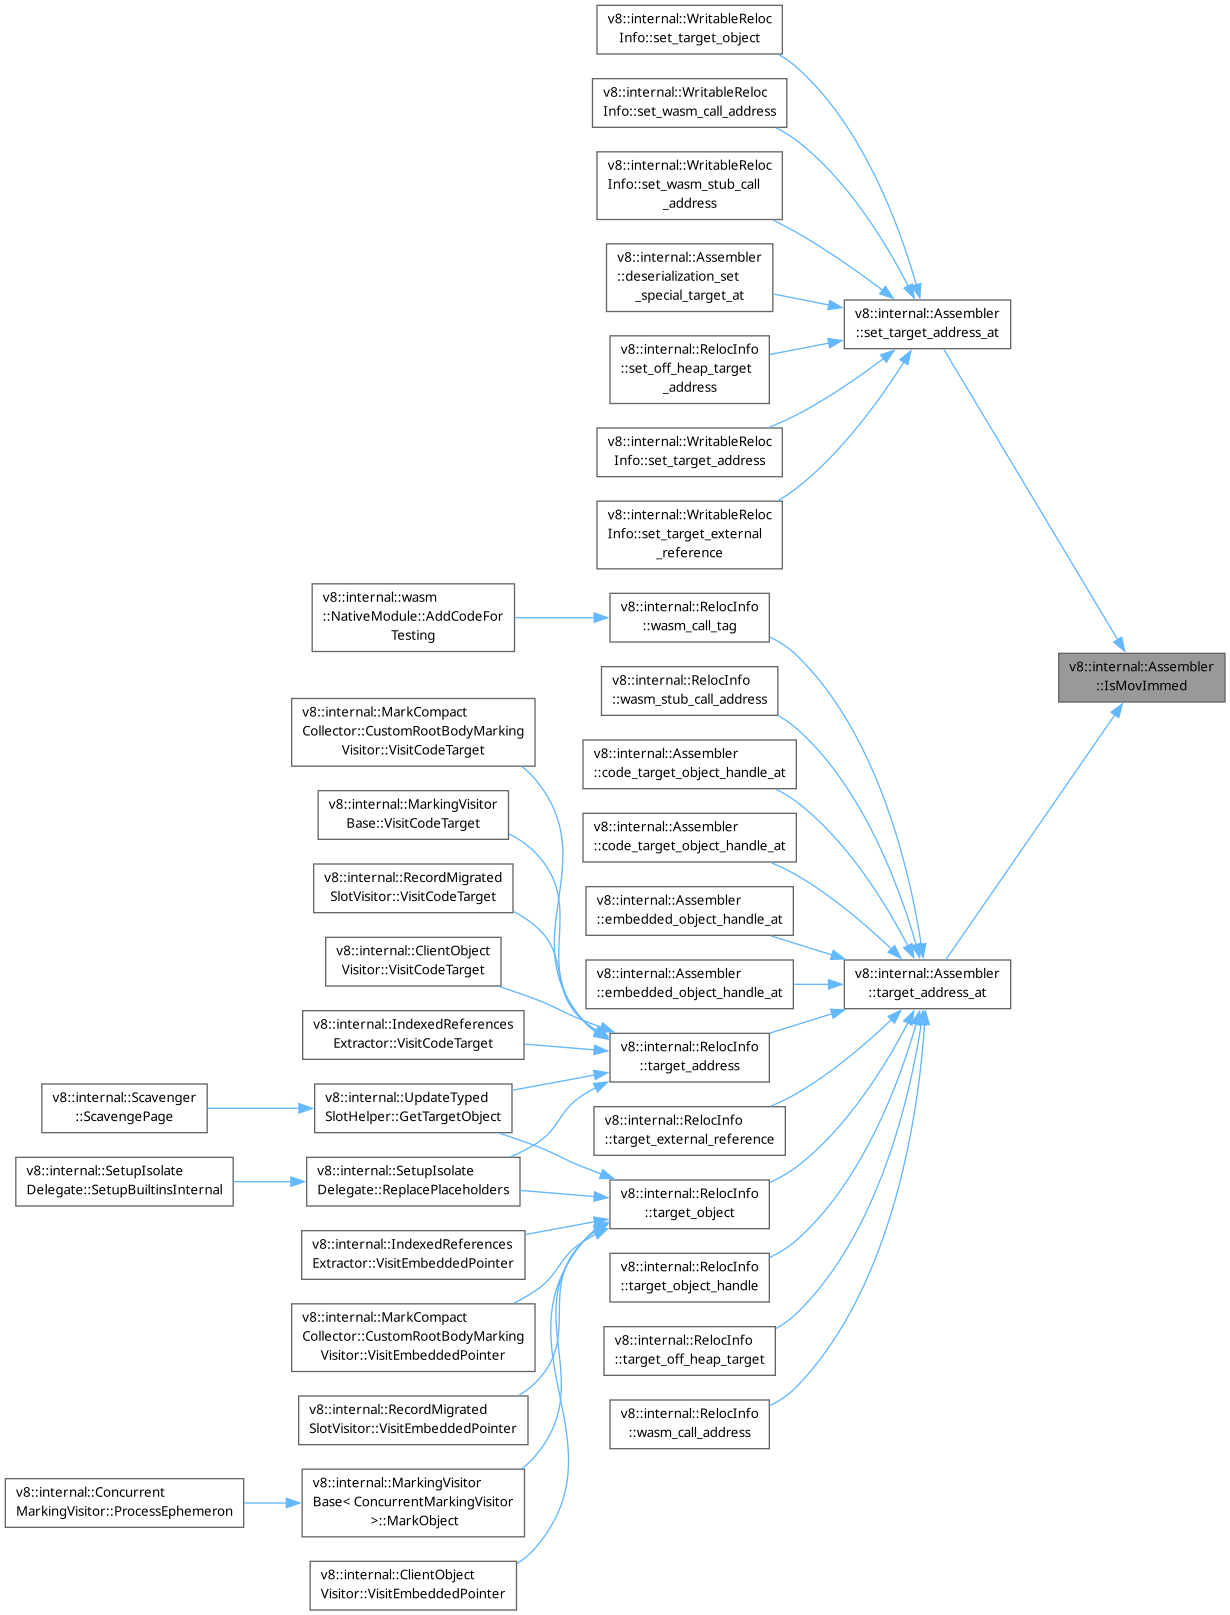 v8::internal::WritableReloc
Info::set_target_object
v8::internal::WritableReloc
Info::set_wasm_call_address
v8::internal::WritableReloc
Info::set_wasm_stub_call
_address
v8::internal::Assembler
::deserialization_set
_special_target_at
v8::internal::Assembler
::set_target_address_at
v8::internal::RelocInfo
::set_off_heap_target
_address
v8::internal::WritableReloc
Info::set_target_address
v8::internal::WritableReloc
Info::set_target_external
_reference
v8::internal::wasm
::NativeModule::AddCodeFor
Testing
v8::internal::RelocInfo
::wasm_call_tag
v8::internal::Assembler
::IsMovImmed
v8::internal::RelocInfo
::wasm_stub_call_address
v8::internal::MarkCompact
Collector::CustomRootBodyMarking
Visitor::VisitCodeTarget
v8::internal::Assembler
::code_target_object_handle_at
v8::internal::MarkingVisitor
Base::VisitCodeTarget
v8::internal::Assembler
::code_target_object_handle_at
v8::internal::RecordMigrated
SlotVisitor::VisitCodeTarget
v8::internal::Assembler
::embedded_object_handle_at
v8::internal::ClientObject
Visitor::VisitCodeTarget
v8::internal::Assembler
::embedded_object_handle_at
v8::internal::Assembler
::target_address_at
v8::internal::IndexedReferences
Extractor::VisitCodeTarget
v8::internal::RelocInfo
::target_address
v8::internal::Scavenger
::ScavengePage
v8::internal::UpdateTyped
SlotHelper::GetTargetObject
v8::internal::RelocInfo
::target_external_reference
v8::internal::SetupIsolate
Delegate::SetupBuiltinsInternal
v8::internal::SetupIsolate
Delegate::ReplacePlaceholders
v8::internal::RelocInfo
::target_object
v8::internal::IndexedReferences
Extractor::VisitEmbeddedPointer
v8::internal::RelocInfo
::target_object_handle
v8::internal::MarkCompact
Collector::CustomRootBodyMarking
Visitor::VisitEmbeddedPointer
v8::internal::RelocInfo
::target_off_heap_target
v8::internal::RecordMigrated
SlotVisitor::VisitEmbeddedPointer
v8::internal::RelocInfo
::wasm_call_address
v8::internal::Concurrent
MarkingVisitor::ProcessEphemeron
v8::internal::MarkingVisitor
Base< ConcurrentMarkingVisitor
>::MarkObject
v8::internal::ClientObject
Visitor::VisitEmbeddedPointer